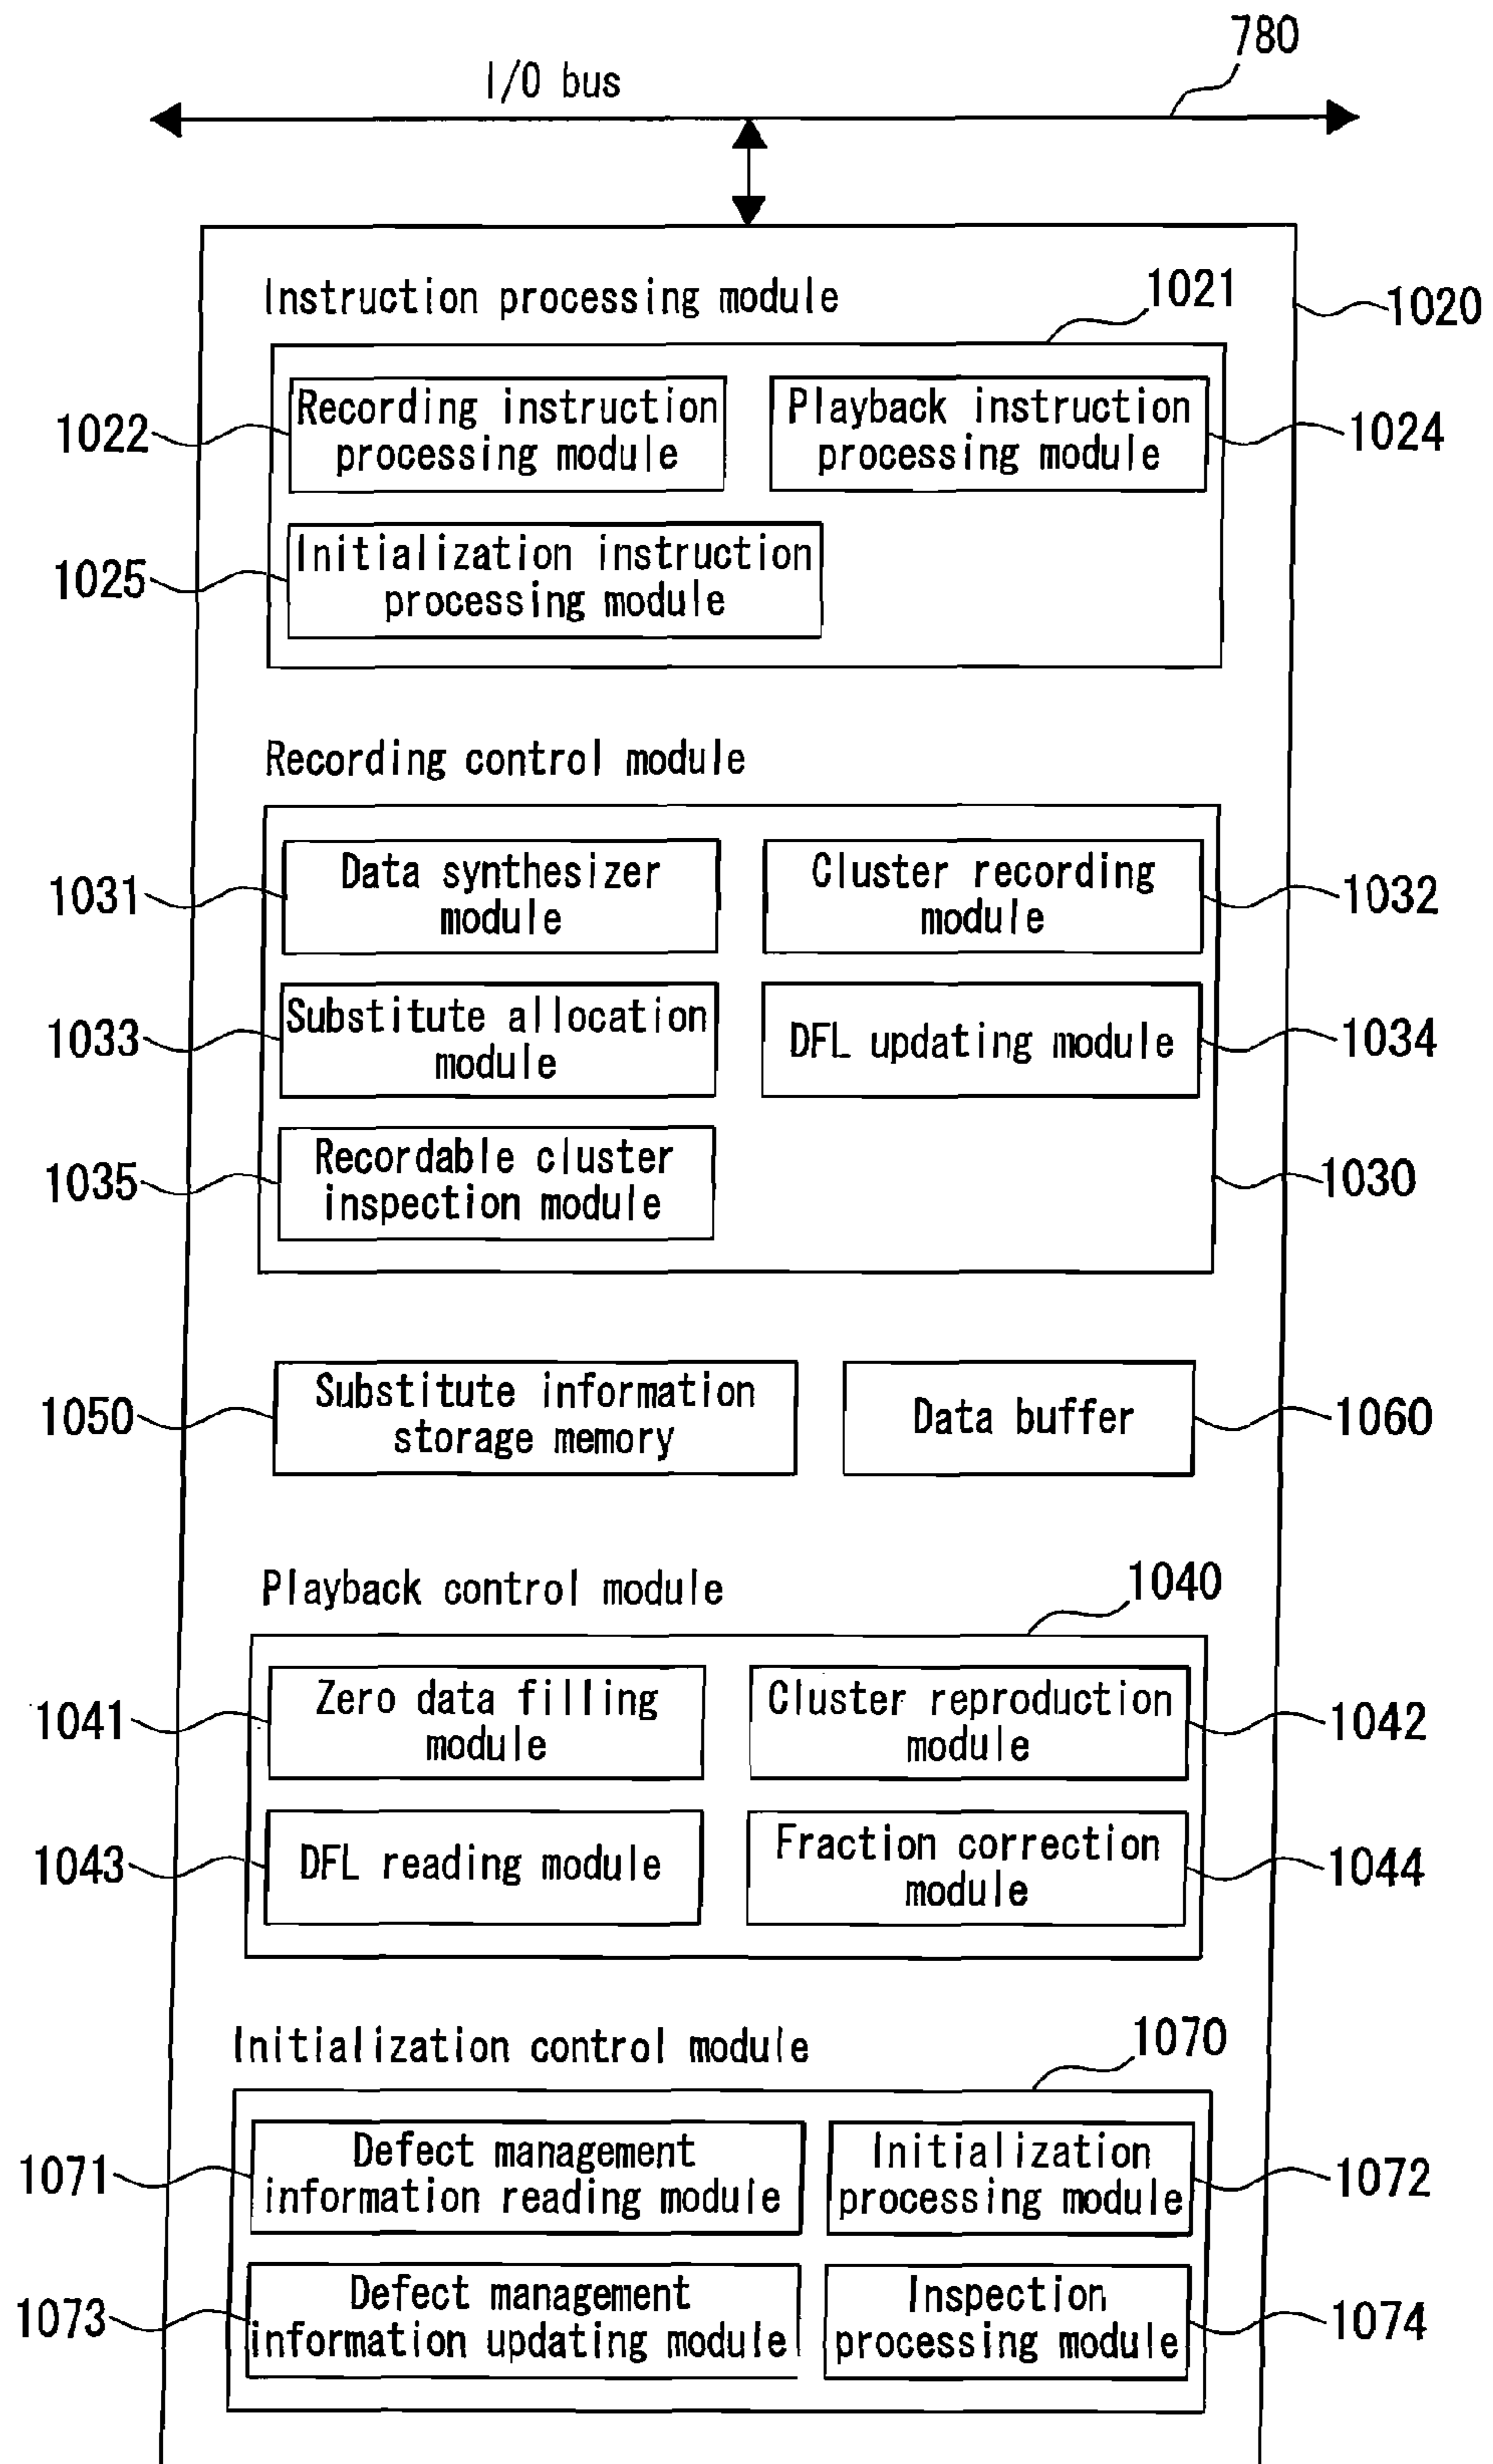 780
I/O bus
Instruction processing module
1021
1020
Recording instruction
processing module
1022
Playback instruction
processing module
1024
Initialization instruction
processing module
1025
Recording control module
Data synthesizer
module
1031
Cluster recording
module
1032
Substitute allocation
module
1033
DFL updating module
1034
Recordable cluster
inspection module
1035
1030
Substitute information
storage memory
1050
Data buffer
1060
Playback control module
1040
Zero data filling
module
1041
Cluster reproduction
module
1042
DFL reading module
1043
Fraction correction
module
1044
Initialization control module
1070
Defect management
information reading module
1071
Initialization
processing module
1072
Defect management
information updating module
1073
Inspection
processing module
1074